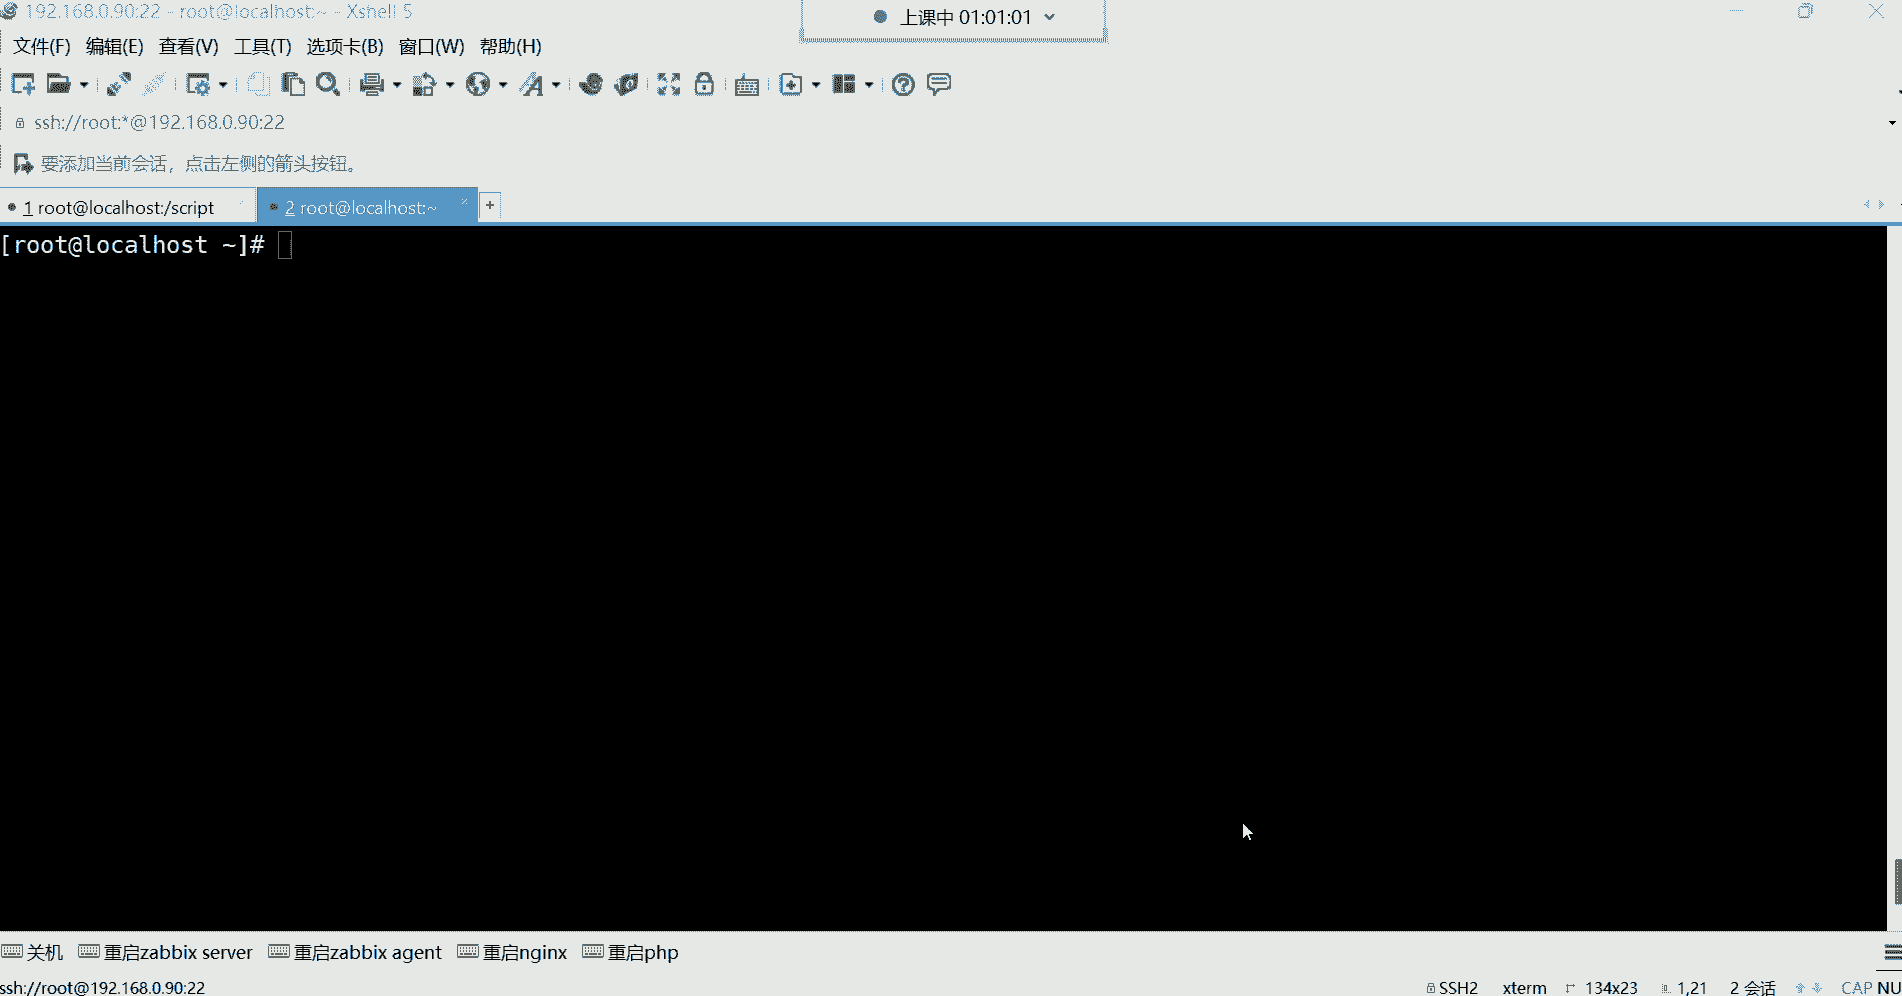 192.168.0.90:22 - root@localhost:~ - Xshell 5
上课中 01:01:01
文件(F) 编辑(E) 查看(V) 工具(T) 选项卡(B) 窗口(W) 帮助(H)
ssh://root:*@192.168.0.90:22
要添加当前会话，点击左侧的箭头按钮。
1 root@localhost:/script 2 root@localhost:~ +
[root@localhost ~]#
关机 重启zabbix server 重启zabbix agent 重启nginx 重启php
ssh://root@192.168.0.90:22 SSH2 xterm 134x23 1,21 2 会话 CAP NU